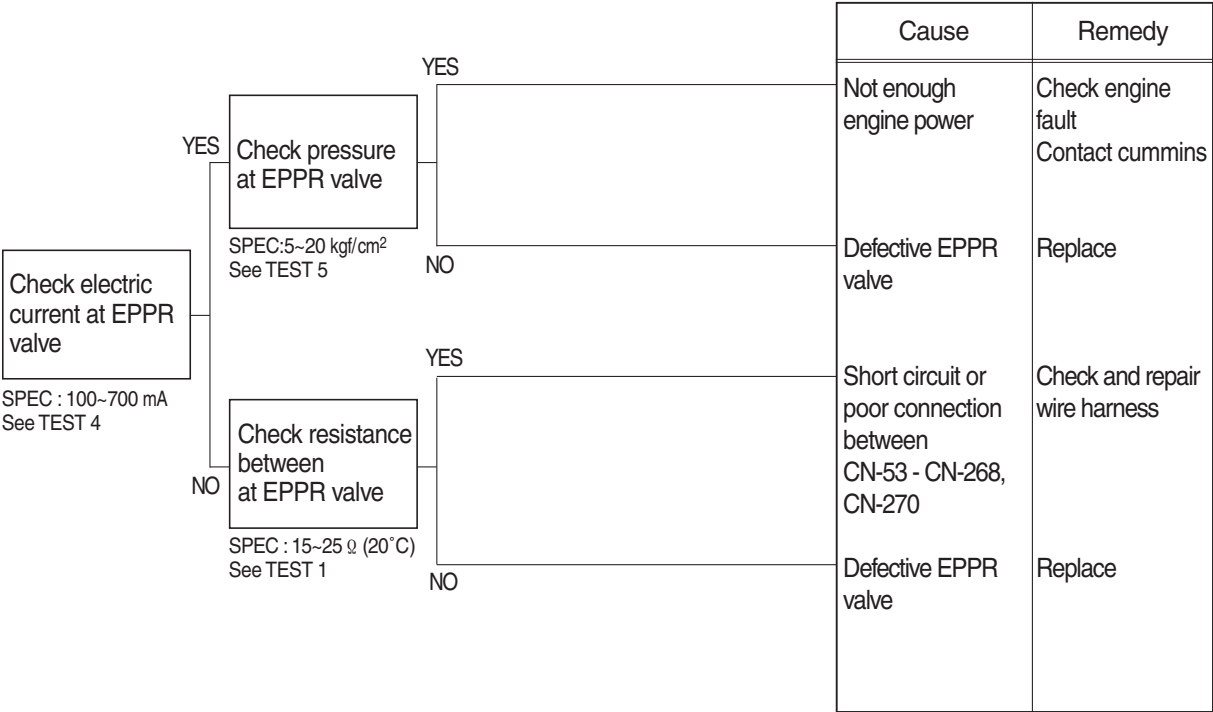 Cause
Remedy
YES
Not enough
engine power
Check engine
fault
Contact cummins
YES
Check pressure
at EPPR valve
SPEC:5~20 kgf/cm²
See TEST 5
NO
Defective EPPR
valve
Replace
Check electric
current at EPPR
valve
SPEC : 100~700 mA
See TEST 4
YES
Short circuit or
poor connection
between
CN-53 - CN-268,
CN-270
Check and repair
wire harness
NO
Check resistance
between
at EPPR valve
SPEC : 15~25 Ω (20˚C)
See TEST 1
NO
Defective EPPR
valve
Replace